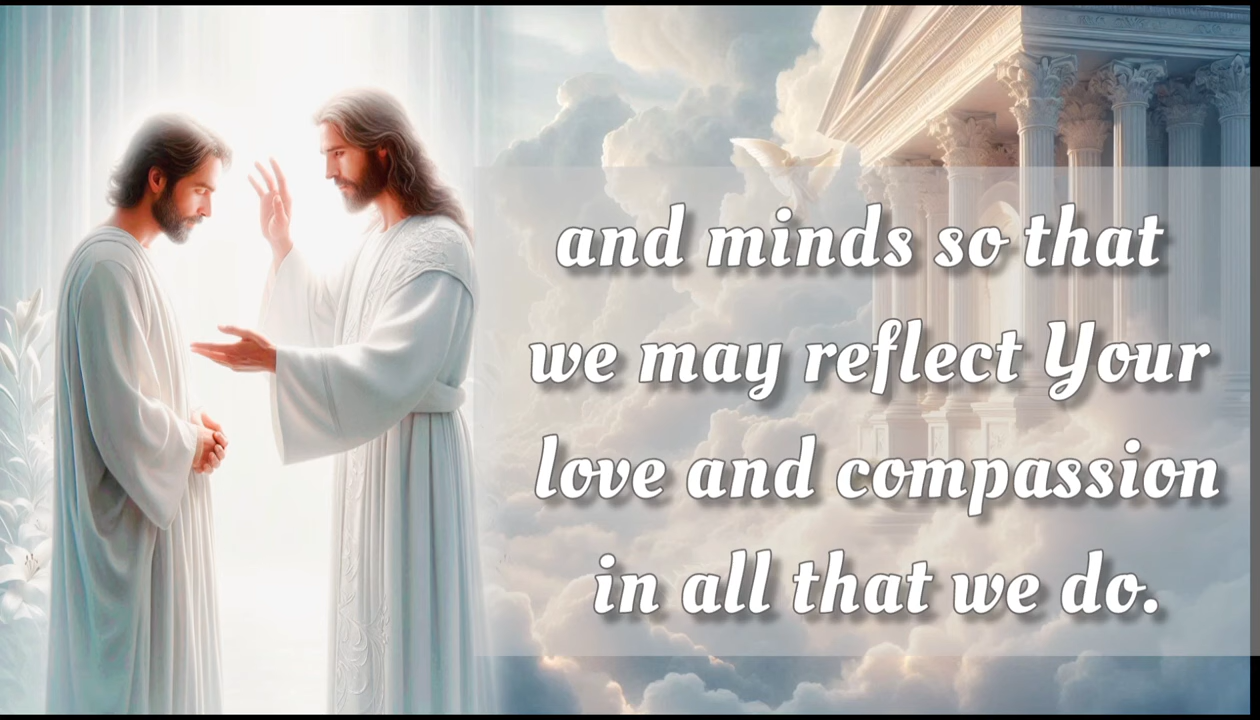 and minds so that
we may reflect Your
love and compassion
in all that we do.